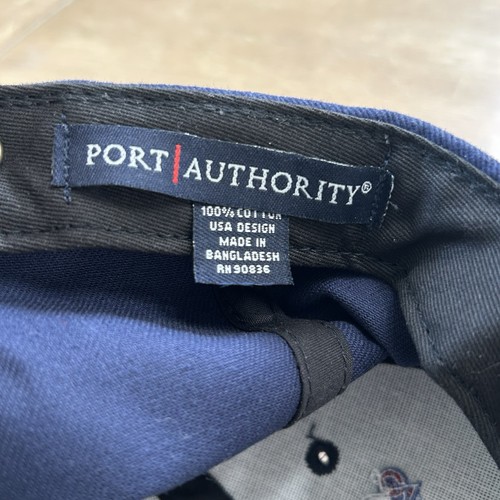 PORT|AUTHORITY®
100% COTTON
USA DESIGN
MADE IN
BANGLADESH
RN 90836